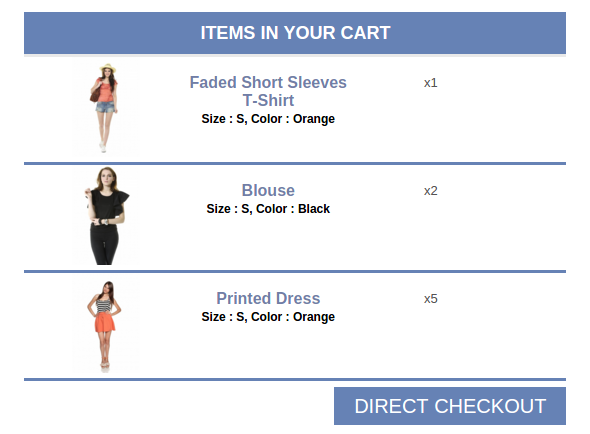 ITEMS IN YOUR CART
Faded Short Sleeves
T-Shirt
x1
Size : S, Color : Orange
Blouse
x2
Size : S, Color : Black
Printed Dress
x5
Size : S, Color : Orange
DIRECT CHECKOUT